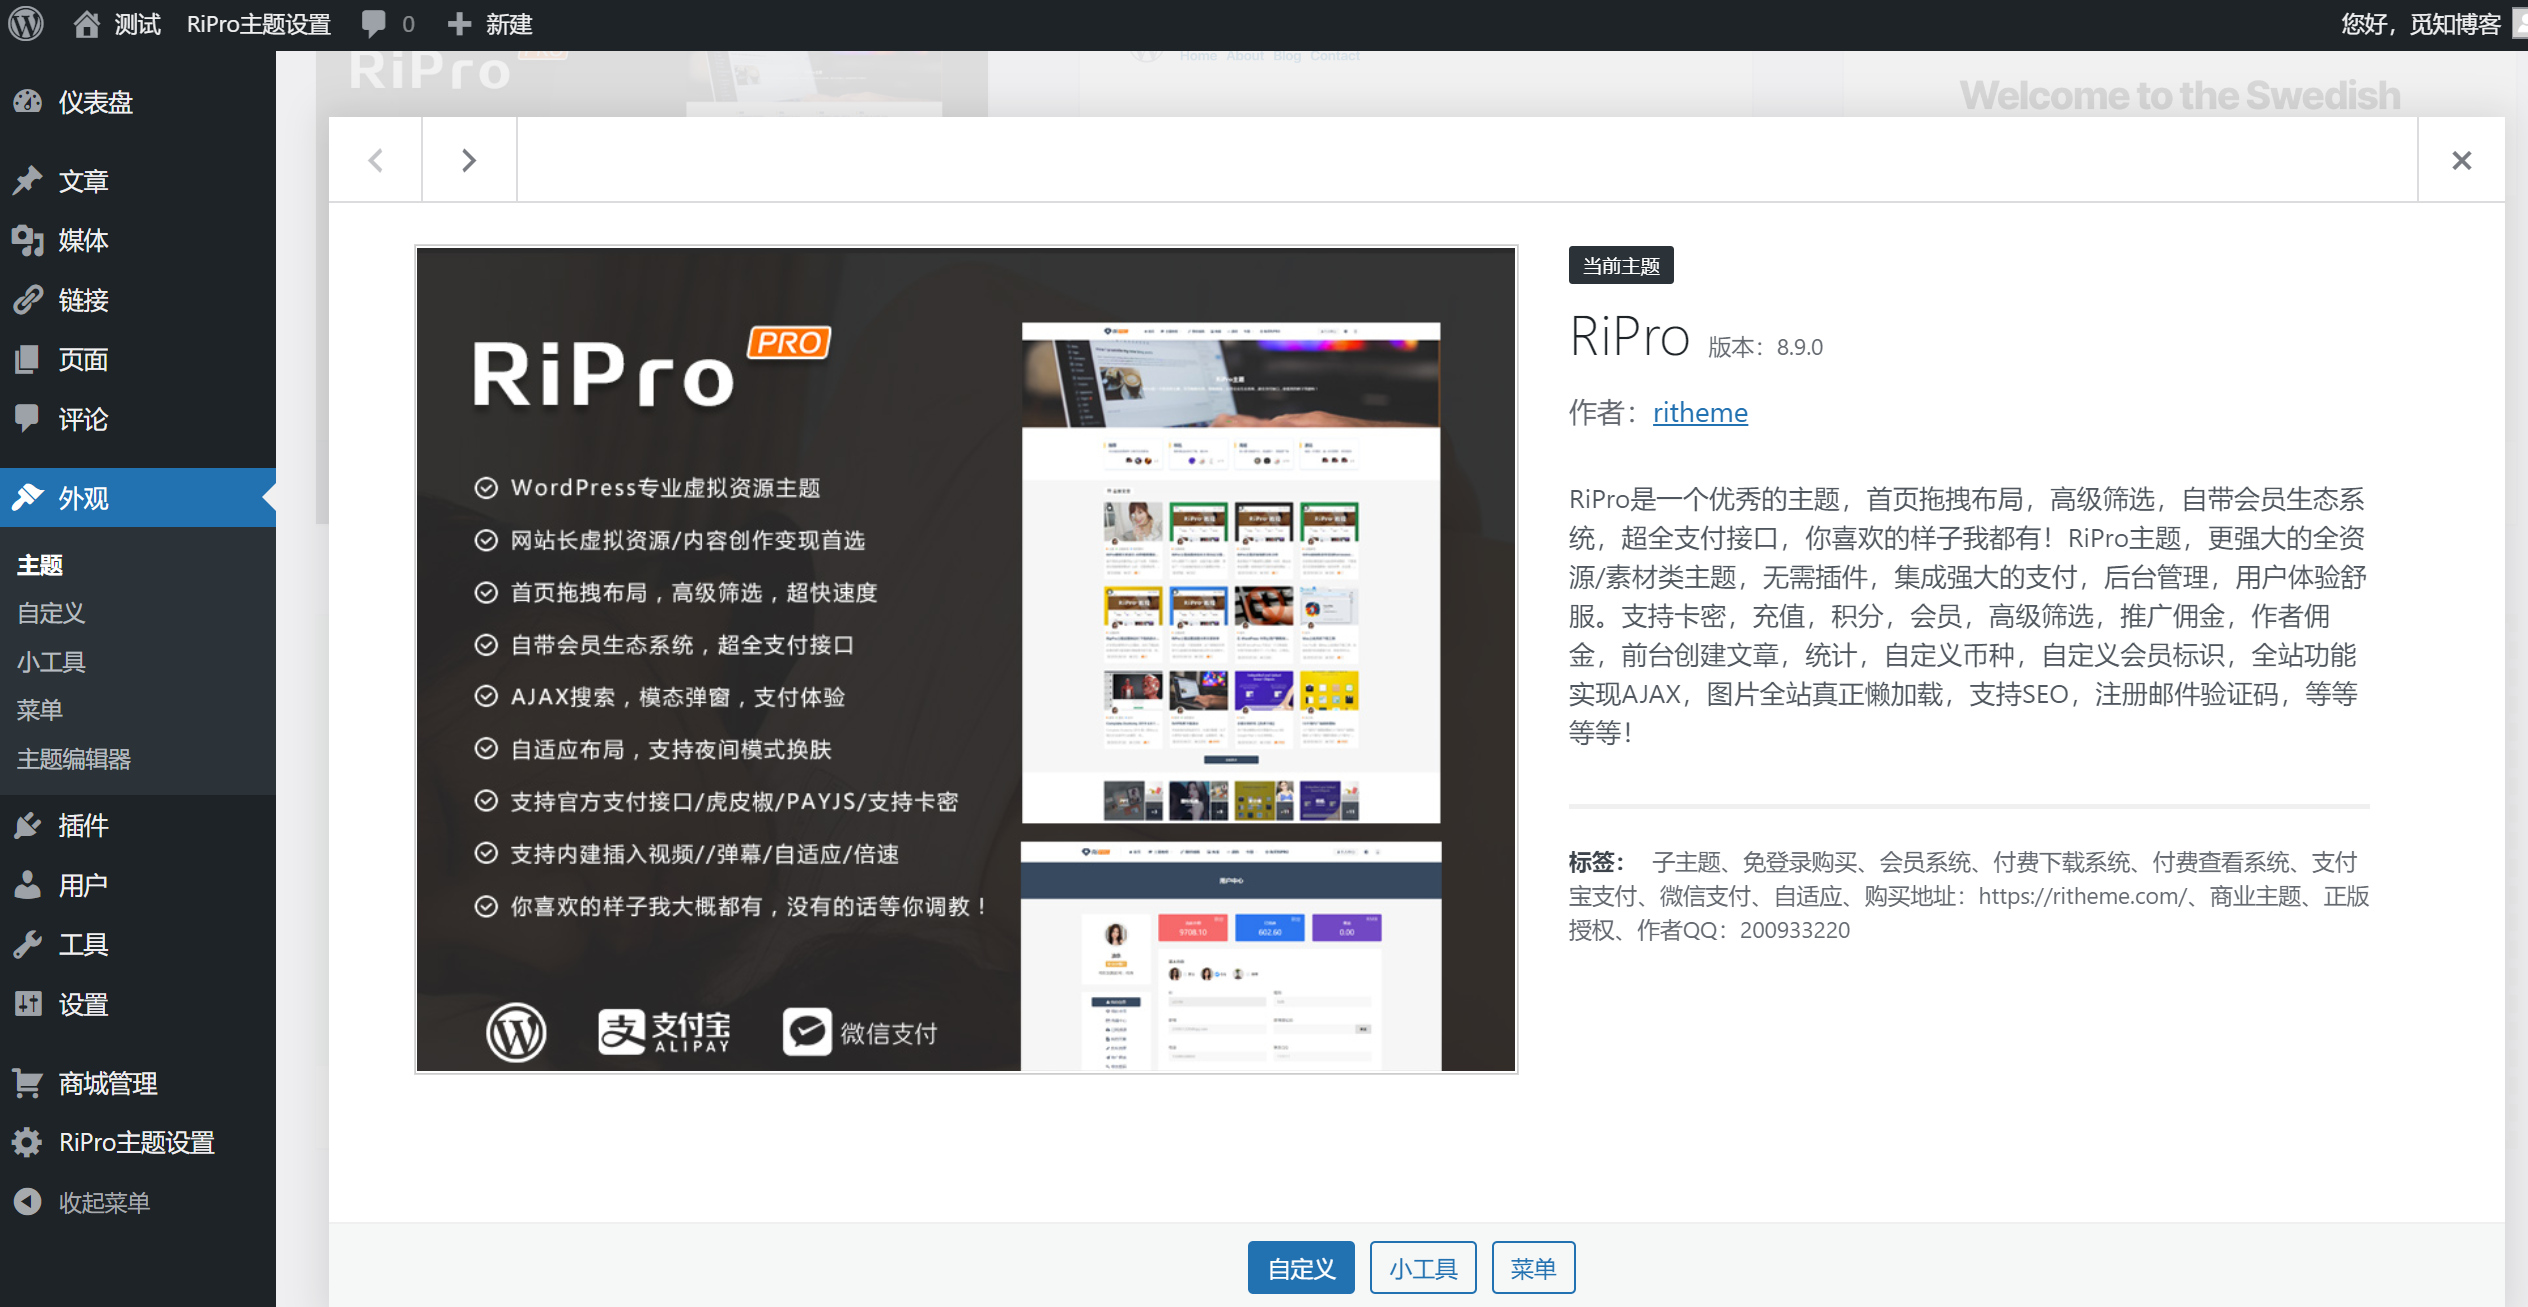 测试 RiPro主题设置 0 新建
您好，觅知博客
仪表盘
文章
媒体
链接
页面
评论
外观
主题
自定义
小工具
菜单
主题编辑器
插件
用户
工具
设置
商城管理
RiPro主题设置
收起菜单
RiPro
Home About Blog Contact
Welcome to the Swedish
RiPro PRO
WordPress专业虚拟资源主题
网站长虚拟资源/内容创作变现首选
首页拖拽布局，高级筛选，超快速度
自带会员生态系统，超全支付接口
AJAX搜索，模态弹窗，支付体验
自适应布局，支持夜间模式换肤
支持官方支付接口/虎皮椒/PAYJS/支持卡密
支持内建插入视频//弹幕/自适应/倍速
你喜欢的样子我大概都有，没有的话等你调教！
支付宝
ALIPAY
微信支付
RiPro主题
用户中心
9708.10 602.60 0.00
当前主题
RiPro 版本：8.9.0
作者：ritheme
RiPro是一个优秀的主题，首页拖拽布局，高级筛选，自带会员生态系
统，超全支付接口，你喜欢的样子我都有！RiPro主题，更强大的全资
源/素材类主题，无需插件，集成强大的支付，后台管理，用户体验舒
服。支持卡密，充值，积分，会员，高级筛选，推广佣金，作者佣
金，前台创建文章，统计，自定义币种，自定义会员标识，全站功能
实现AJAX，图片全站真正懒加载，支持SEO，注册邮件验证码，等等
等等！
标签： 子主题、免登录购买、会员系统、付费下载系统、付费查看系统、支付
宝支付、微信支付、自适应、购买地址：https://ritheme.com/、商业主题、正版
授权、作者QQ：200933220
自定义 小工具 菜单